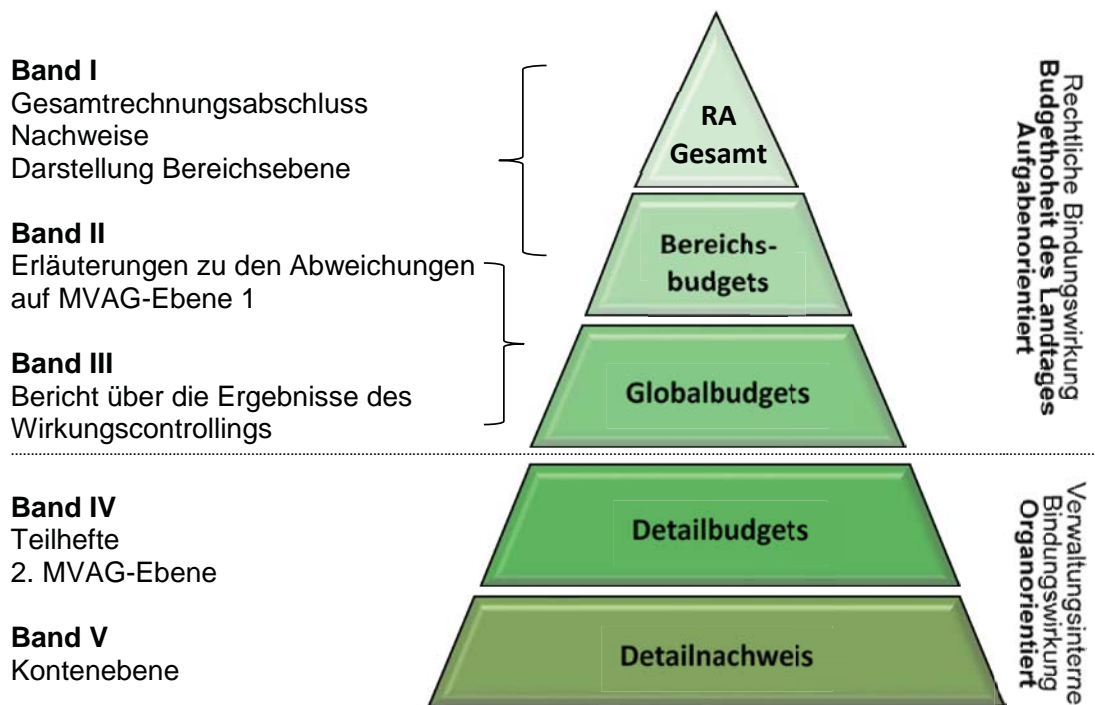 Band I
Gesamtrechnungsabschluss
Nachweise
Darstellung Bereichsebene
Band II
Erläuterungen zu den Abweichungen
auf MVAG-Ebene 1
Band III
Bericht über die Ergebnisse des
Wirkungscontrollings
Band IV
Teilhefte
2. MVAG-Ebene
Band V
Kontenebene
RA
Gesamt
Bereichs-
budgets
Globalbudgets
Detailbudgets
Detailnachweis
Rechtliche Bindungswirkung
Budgethoheit des Landtages
Aufgabenorientiert
Verwaltungsinterne
Bindungswirkung
Organorientiert